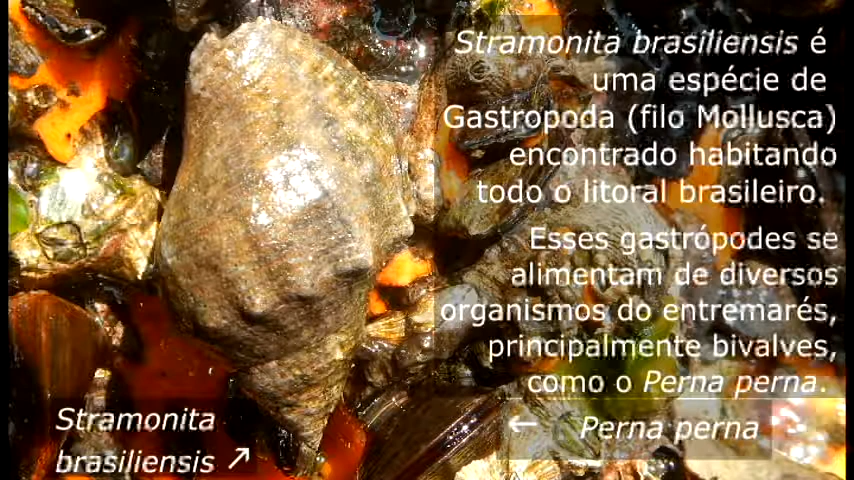 Stramonita brasiliensis é
uma espécie de
Gastropoda (filo Mollusca)
encontrado habitando
todo o litoral brasileiro.
Esses gastrópodes se
alimentam de diversos
organismos do entremarés,
principalmente bivalves,
como o Perna perna.
← Perna perna
Stramonita
brasiliensis ↗